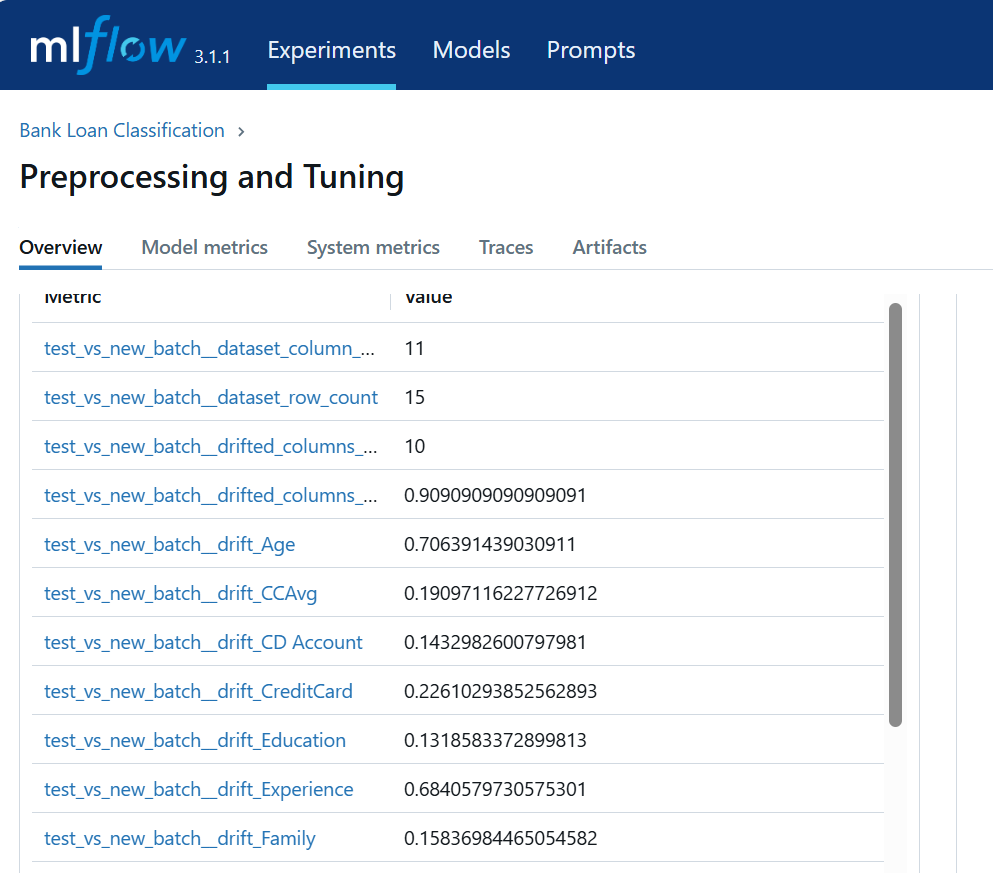 mlflow 3.1.1 Experiments Models Prompts
Bank Loan Classification >
Preprocessing and Tuning
Overview Model metrics System metrics Traces Artifacts
Metric Value
test_vs_new_batch__dataset_column_... 11
test_vs_new_batch__dataset_row_count 15
test_vs_new_batch__drifted_columns_... 10
test_vs_new_batch__drifted_columns_... 0.9090909090909091
test_vs_new_batch__drift_Age 0.706391439030911
test_vs_new_batch__drift_CCAvg 0.19097116227726912
test_vs_new_batch__drift_CD Account 0.1432982600797981
test_vs_new_batch__drift_CreditCard 0.22610293852562893
test_vs_new_batch__drift_Education 0.1318583372899813
test_vs_new_batch__drift_Experience 0.6840579730575301
test_vs_new_batch__drift_Family 0.15836984465054582